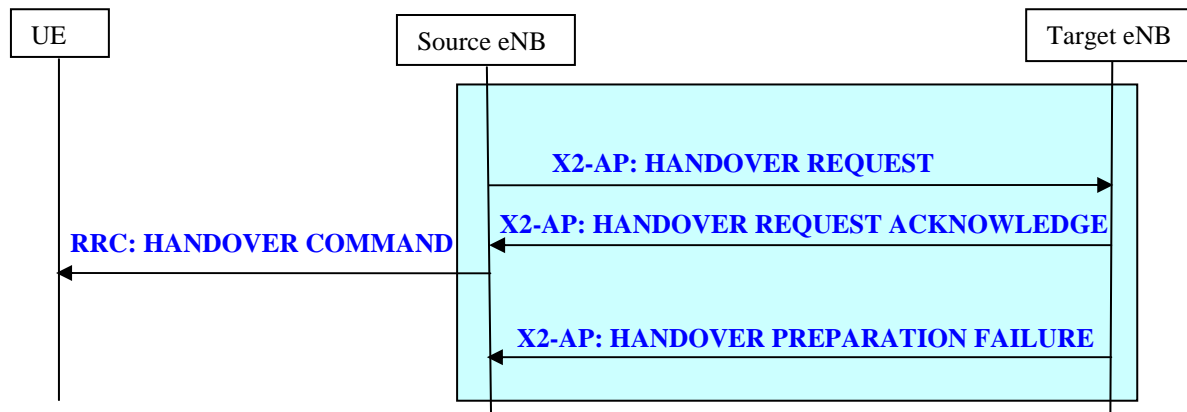 UE
Source eNB
Target eNB
X2-AP: HANDOVER REQUEST
X2-AP: HANDOVER REQUEST ACKNOWLEDGE
RRC: HANDOVER COMMAND
X2-AP: HANDOVER PREPARATION FAILURE